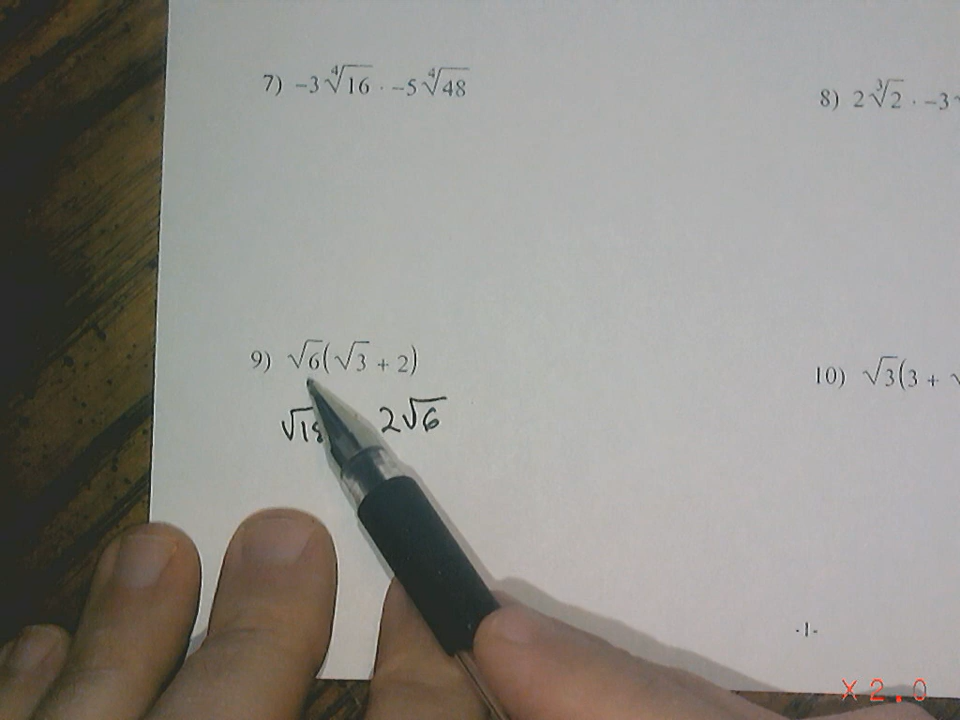 7) −3∜16 · −5∜48
8) 2∛2 · −3
9) √6(√3 + 2)
10) √3(3 + √
√18 2√6
-1-
X2.0